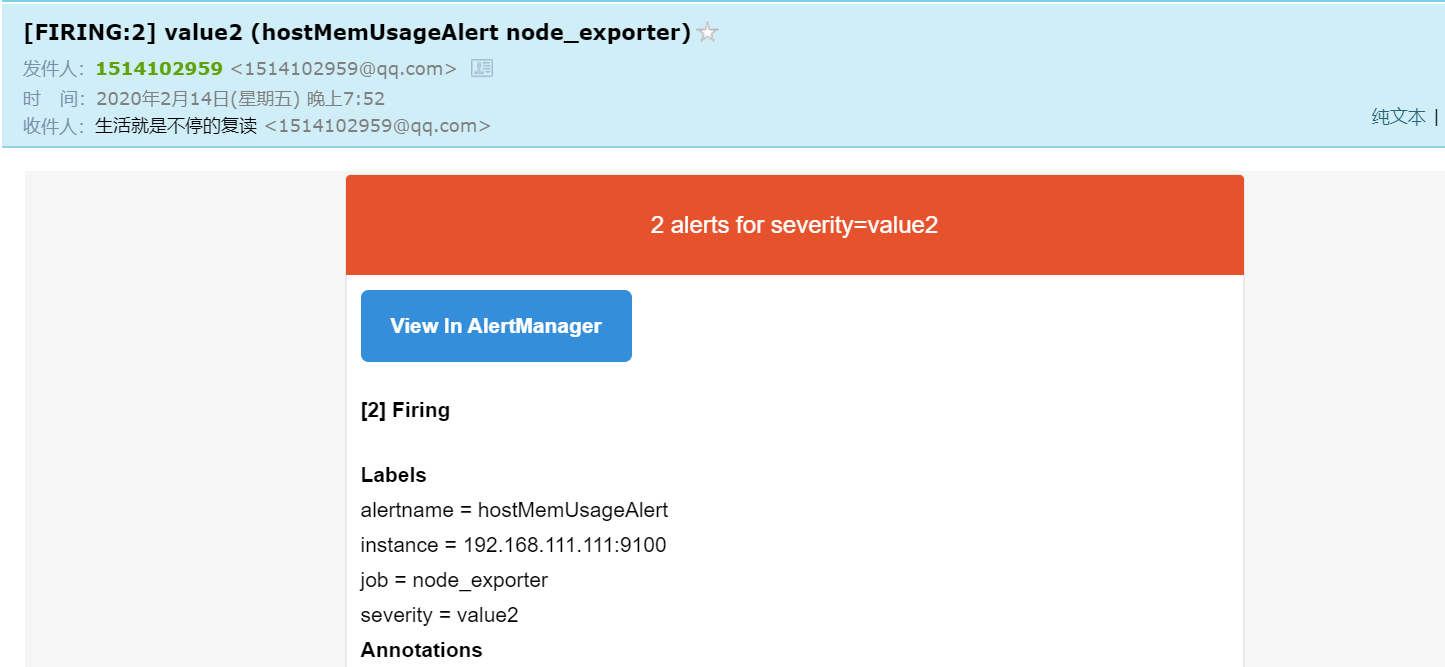 [FIRING:2] value2 (hostMemUsageAlert node_exporter)
发件人: 1514102959 <1514102959@qq.com>
时 间: 2020年2月14日(星期五) 晚上7:52
收件人: 生活就是不停的复读 <1514102959@qq.com>
纯文本 |
2 alerts for severity=value2
View In AlertManager
[2] Firing
Labels
alertname = hostMemUsageAlert
instance = 192.168.111.111:9100
job = node_exporter
severity = value2
Annotations